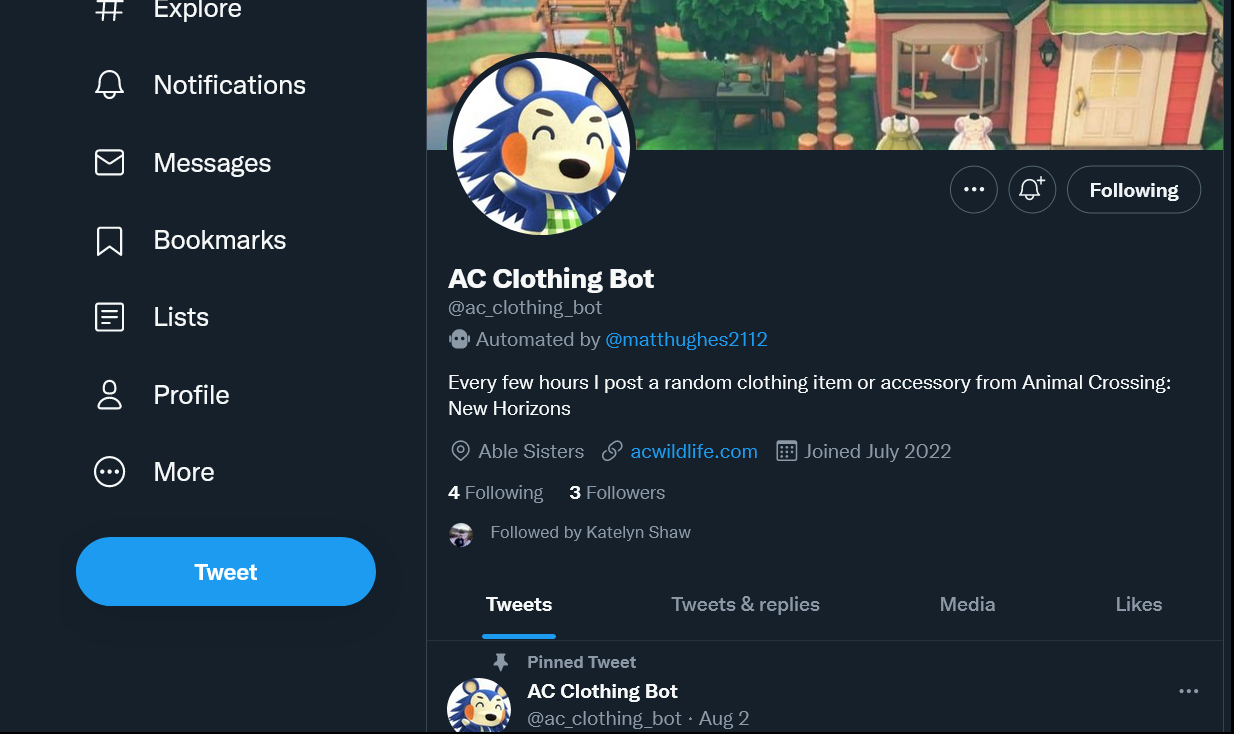 Explore
Notifications
Messages
Bookmarks
Lists
Profile
More
Tweet
Following
AC Clothing Bot
@ac_clothing_bot
Automated by @matthughes2112
Every few hours I post a random clothing item or accessory from Animal Crossing:
New Horizons
Able Sisters acwildlife.com Joined July 2022
4 Following 3 Followers
Followed by Katelyn Shaw
Tweets Tweets & replies Media Likes
Pinned Tweet
AC Clothing Bot
@ac_clothing_bot · Aug 2